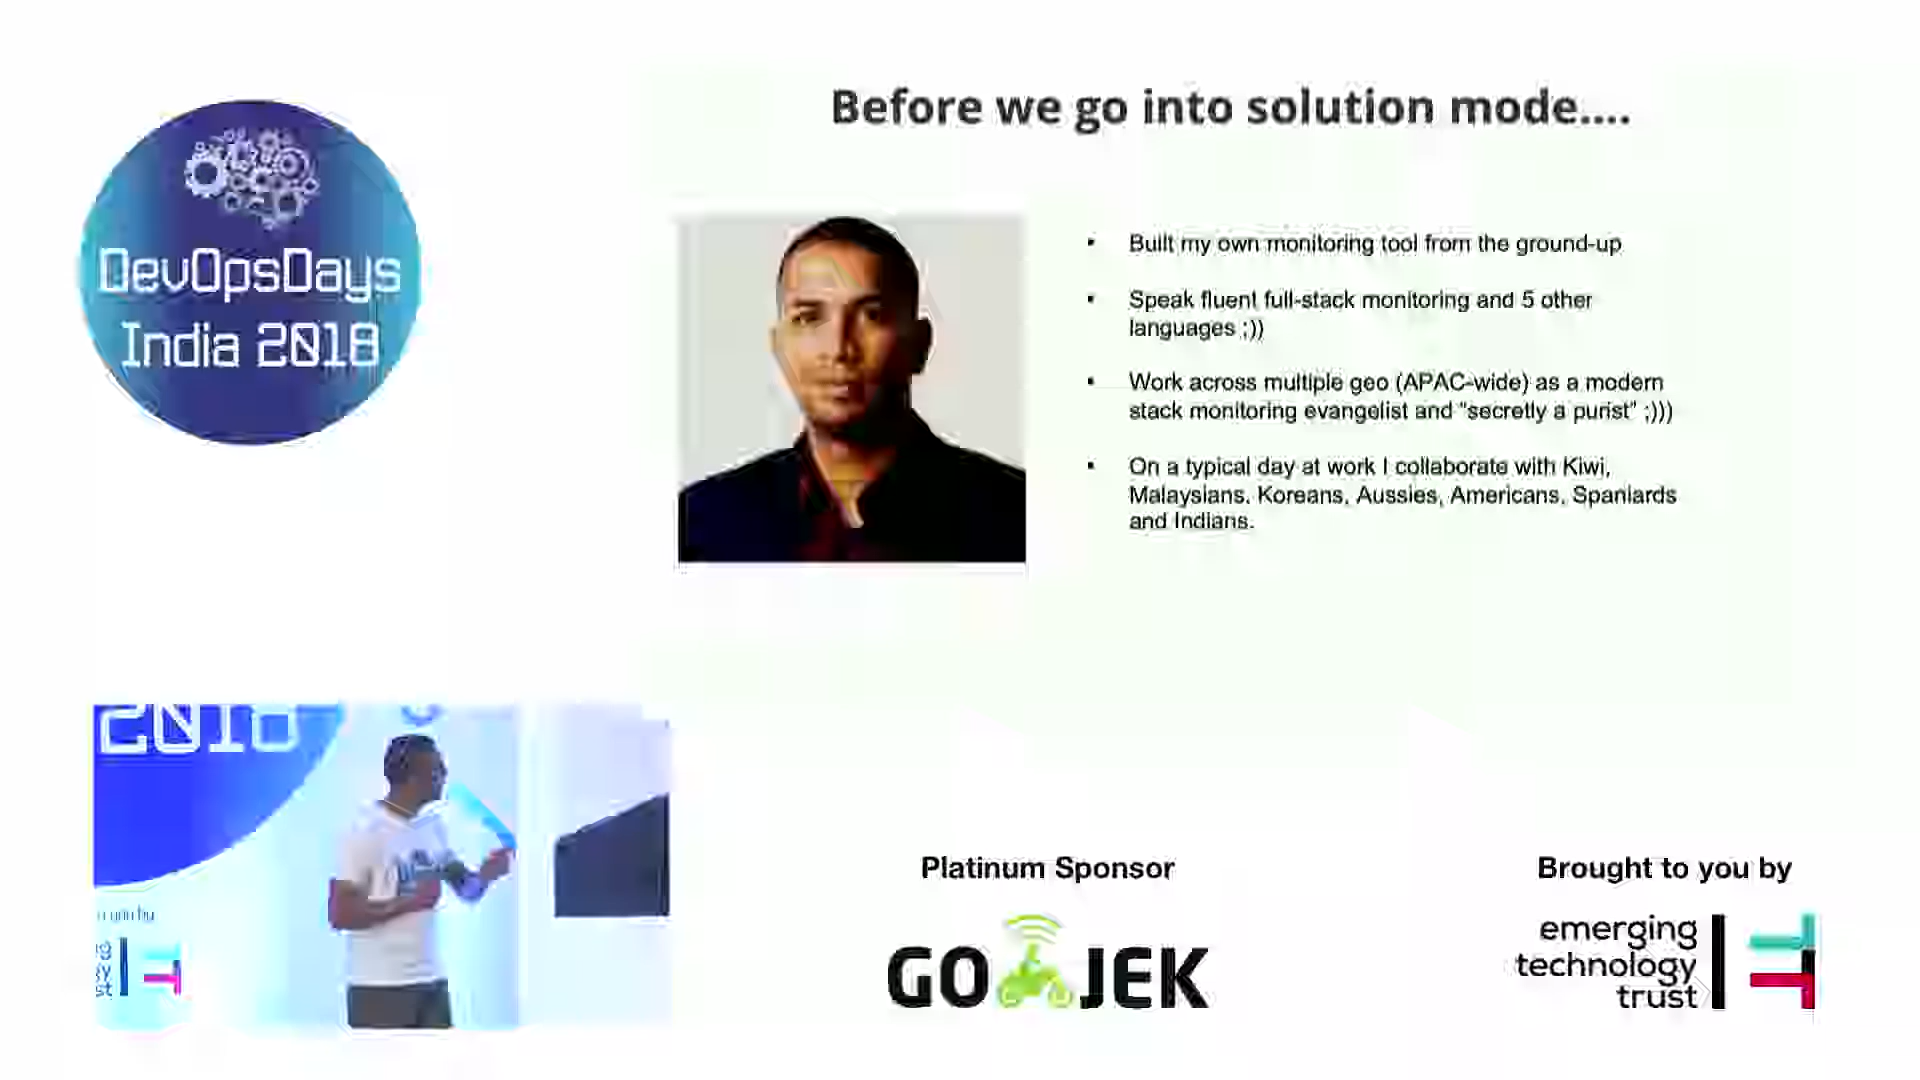 Before we go into solution mode....
DevOpsDays
India 2018
• Built my own monitoring tool from the ground-up
• Speak fluent full-stack monitoring and 5 other
languages ;))
• Work across multiple geo (APAC-wide) as a modern
stack monitoring evangelist and "secretly a purist" ;)))
• On a typical day at work I collaborate with Kiwi,
Malaysians, Koreans, Aussies, Americans, Spaniards
and Indians.
2018
Platinum Sponsor
GO JEK
Brought to you by
emerging
technology
trust